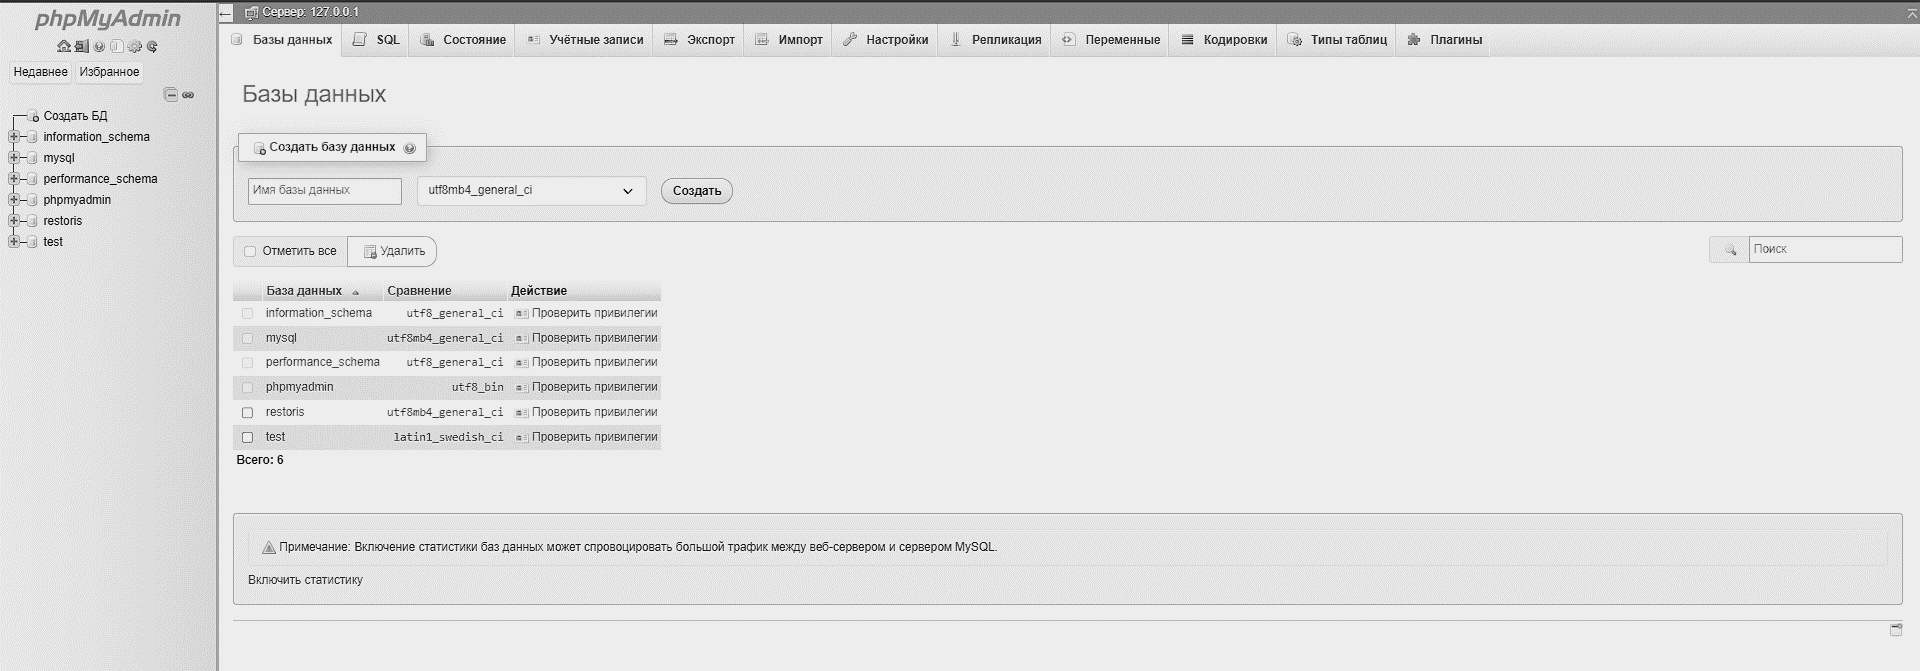 phpMyAdmin
Недавнее Избранное
Создать БД
information_schema
mysql
performance_schema
phpmyadmin
restoris
test
Сервер: 127.0.0.1
Базы данных SQL Состояние Учётные записи Экспорт Импорт Настройки Репликация Переменные Кодировки Типы таблиц Плагины
Базы данных
Создать базу данных
Имя базы данных utf8mb4_general_ci Создать
Отметить все Удалить Поиск
База данных Сравнение Действие
information_schema utf8_general_ci Проверить привилегии
mysql utf8mb4_general_ci Проверить привилегии
performance_schema utf8_general_ci Проверить привилегии
phpmyadmin utf8_bin Проверить привилегии
restoris utf8mb4_general_ci Проверить привилегии
test latin1_swedish_ci Проверить привилегии
Всего: 6
Примечание: Включение статистики баз данных может спровоцировать большой трафик между веб-сервером и сервером MySQL.
Включить статистику